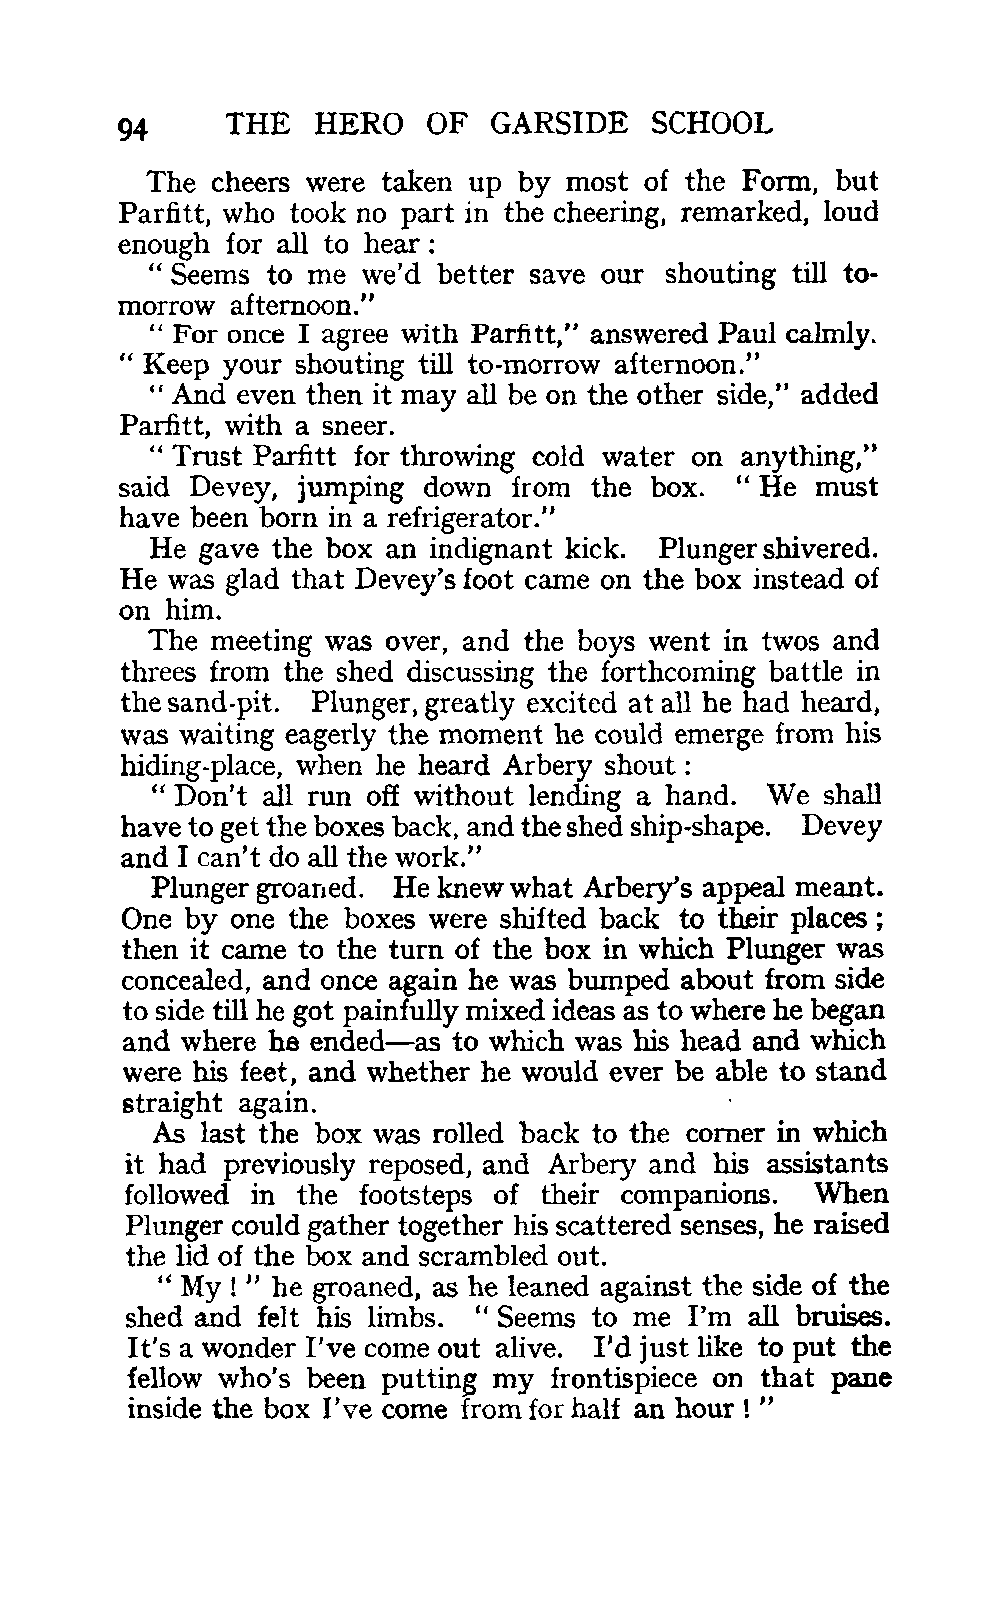 94 THE HERO OF GARSIDE SCHOOL
The cheers were taken up by most of the Form, but
Parfitt, who took no part in the cheering, remarked, loud
enough for all to hear :
“ Seems to me we'd better save our shouting till to-
morrow afternoon.”
“ For once I agree with Parfitt,” answered Paul calmly.
“ Keep your shouting till to-morrow afternoon.”
“ And even then it may all be on the other side,” added
Parfitt, with a sneer.
“ Trust Parfitt for throwing cold water on anything,”
said Devey, jumping down from the box. “ He must
have been born in a refrigerator.”
He gave the box an indignant kick. Plunger shivered.
He was glad that Devey's foot came on the box instead of
on him.
The meeting was over, and the boys went in twos and
threes from the shed discussing the forthcoming battle in
the sand-pit. Plunger, greatly excited at all he had heard,
was waiting eagerly the moment he could emerge from his
hiding-place, when he heard Arbery shout :
“ Don't all run off without lending a hand. We shall
have to get the boxes back, and the shed ship-shape. Devey
and I can't do all the work.”
Plunger groaned. He knew what Arbery's appeal meant.
One by one the boxes were shifted back to their places ;
then it came to the turn of the box in which Plunger was
concealed, and once again he was bumped about from side
to side till he got painfully mixed ideas as to where he began
and where he ended—as to which was his head and which
were his feet, and whether he would ever be able to stand
straight again.
As last the box was rolled back to the corner in which
it had previously reposed, and Arbery and his assistants
followed in the footsteps of their companions. When
Plunger could gather together his scattered senses, he raised
the lid of the box and scrambled out.
“ My ! ” he groaned, as he leaned against the side of the
shed and felt his limbs. “ Seems to me I'm all bruises.
It's a wonder I've come out alive. I'd just like to put the
fellow who's been putting my frontispiece on that pane
inside the box I've come from for half an hour ! ”